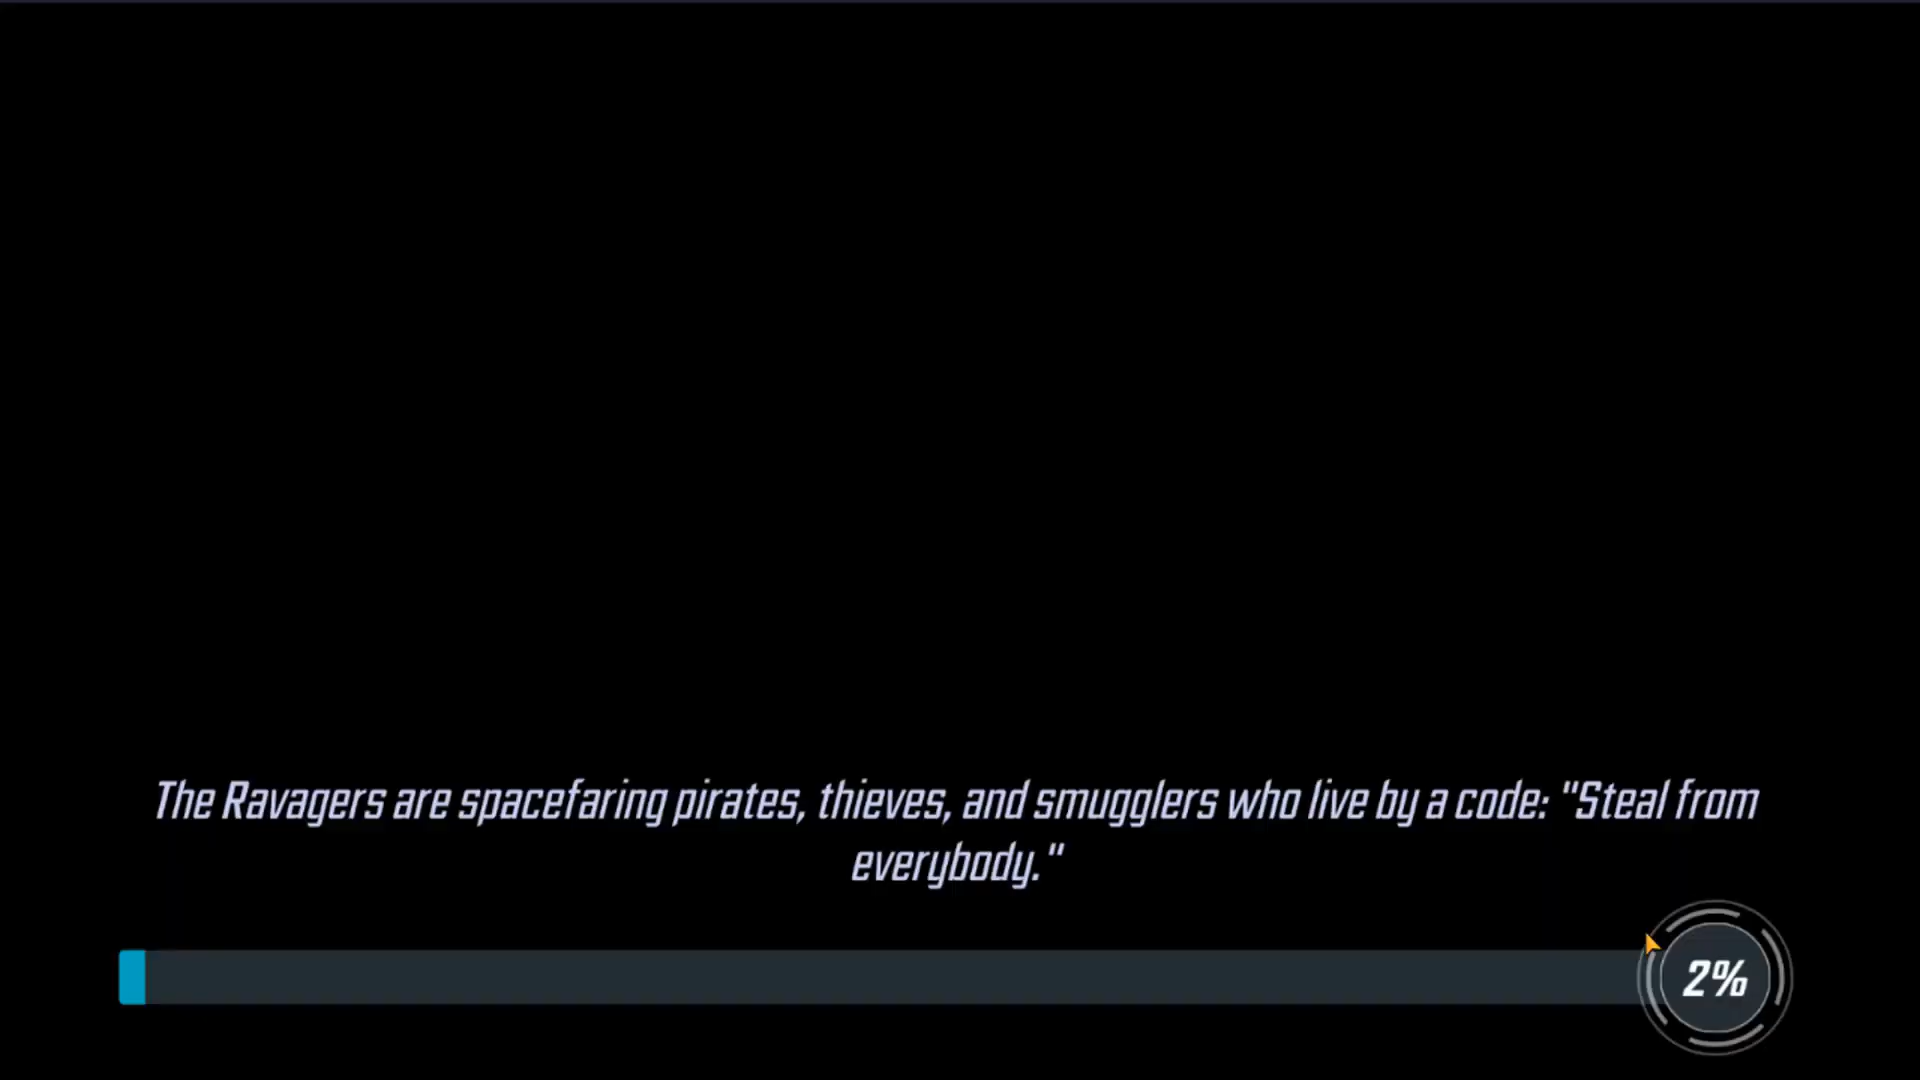 The Ravagers are spacefaring pirates, thieves, and smugglers who live by a code: "Steal from
everybody."
2%